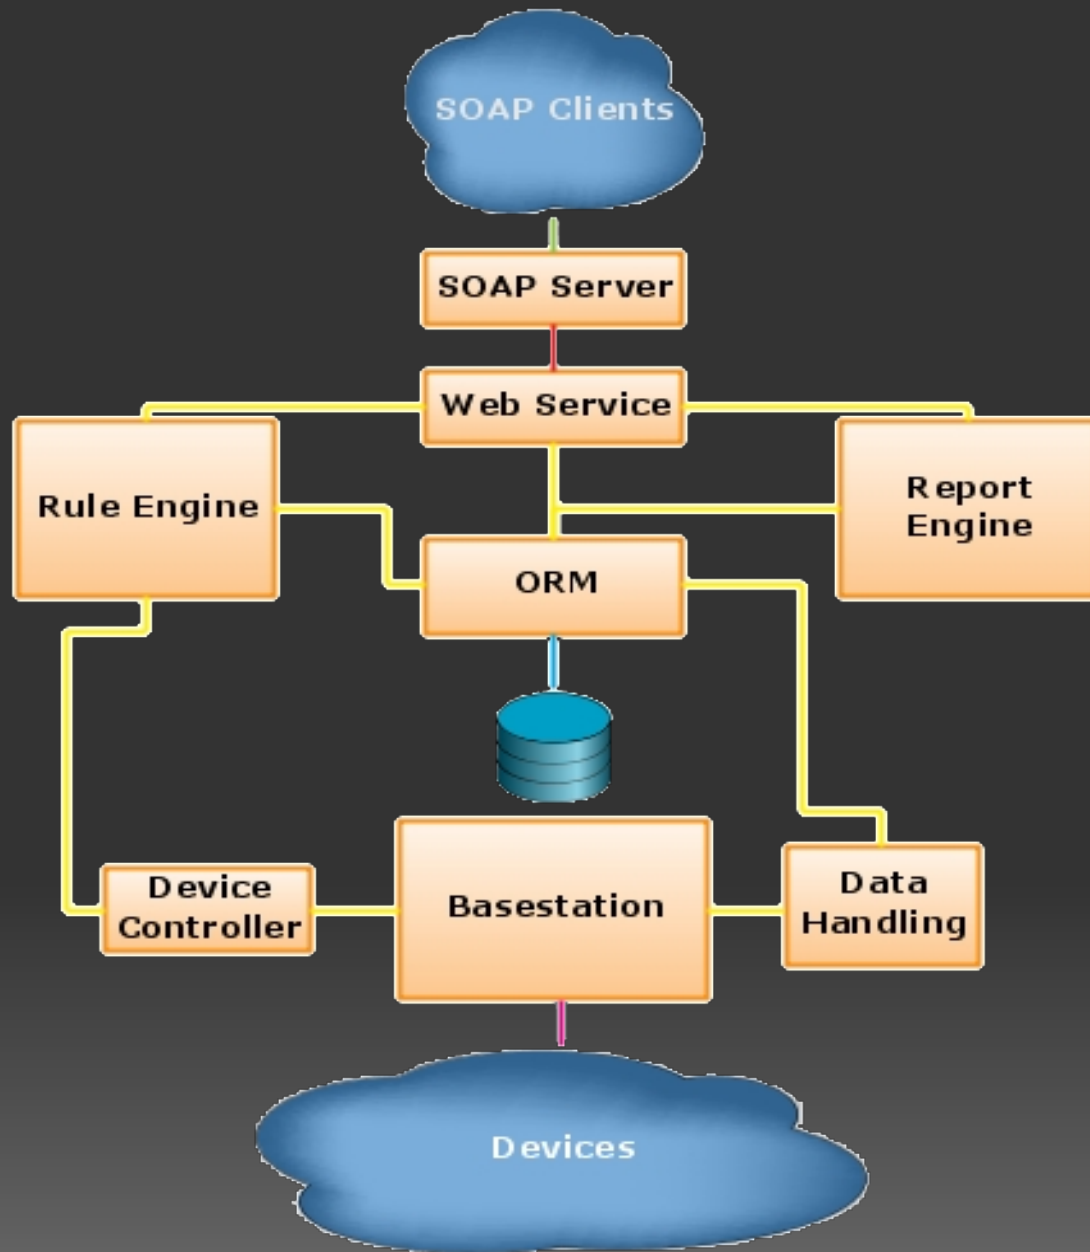 SOAP Clients
SOAP Server
Web Service
Rule Engine
Report
Engine
ORM
Device
Controller
Basestation
Data
Handling
Devices